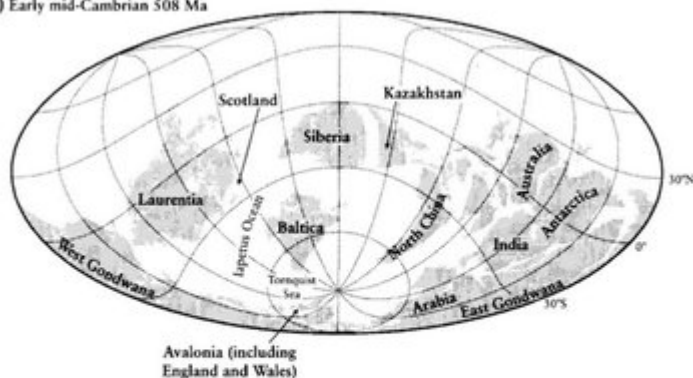 ) Early mid-Cambrian 508 Ma
Scotland
Kazakhstan
Siberia
Laurentia
Iapetus Ocean
Baltica
North China
Australia
Antarctica
India
30°N
0°
30°S
West Gondwana
Tornquist
Sea
Arabia
East Gondwana
Avalonia (including
England and Wales)